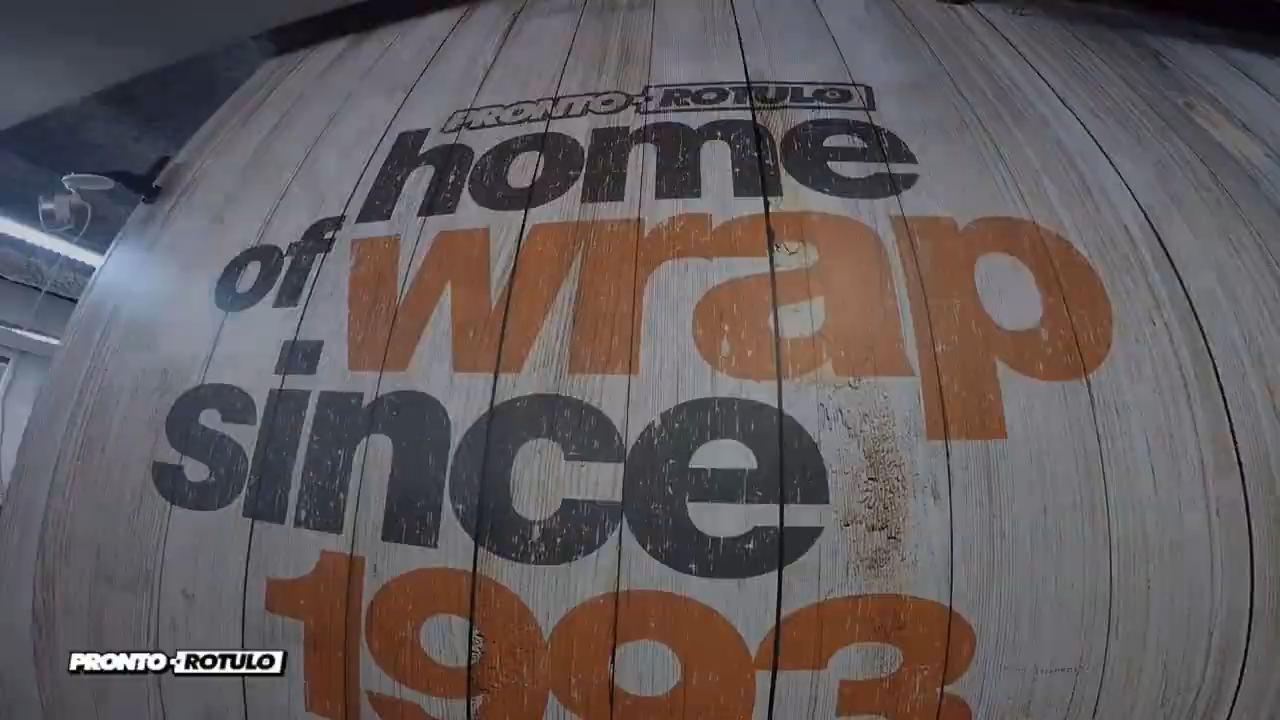 PRONTO ROTULO
home
of wrap
since
1993
PRONTO ROTULO